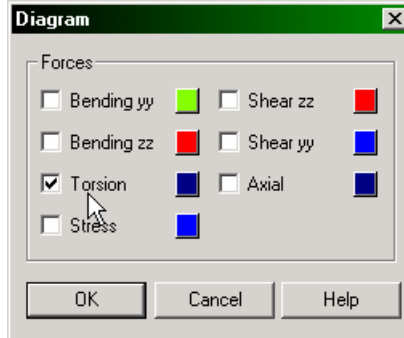 Diagram
Forces
Bending yy
Shear zz
Bending zz
Shear yy
Torsion
Axial
Stress
OK
Cancel
Help